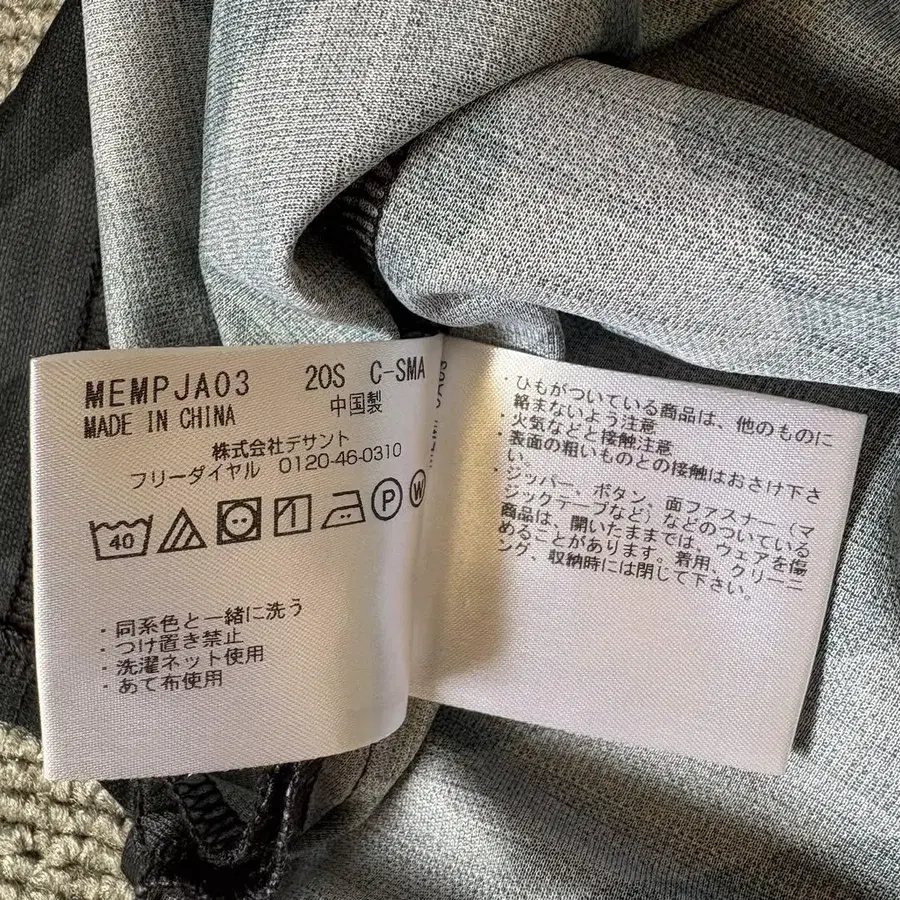 MEMPJA03 20S C-SMA
MADE IN CHINA 中国製
株式会社デサント
フリーダイヤル 0120-46-0310
40 P W
・同系色と一緒に洗う
・つけ置き禁止
・洗濯ネット使用
・あて布使用
・ひもがついている商品は、他のものに
絡まないよう注意
・火気などと接触注意
・表面の粗いものとの接触はおさけ下さ
い。
・ジッパー、ボタン、面ファスナー（マ
ジックテープなど）などのついている
商品は、開いたままでは、ウェアを傷
めることがあります。着用、クリーニ
ング、収納時には閉じて下さい。